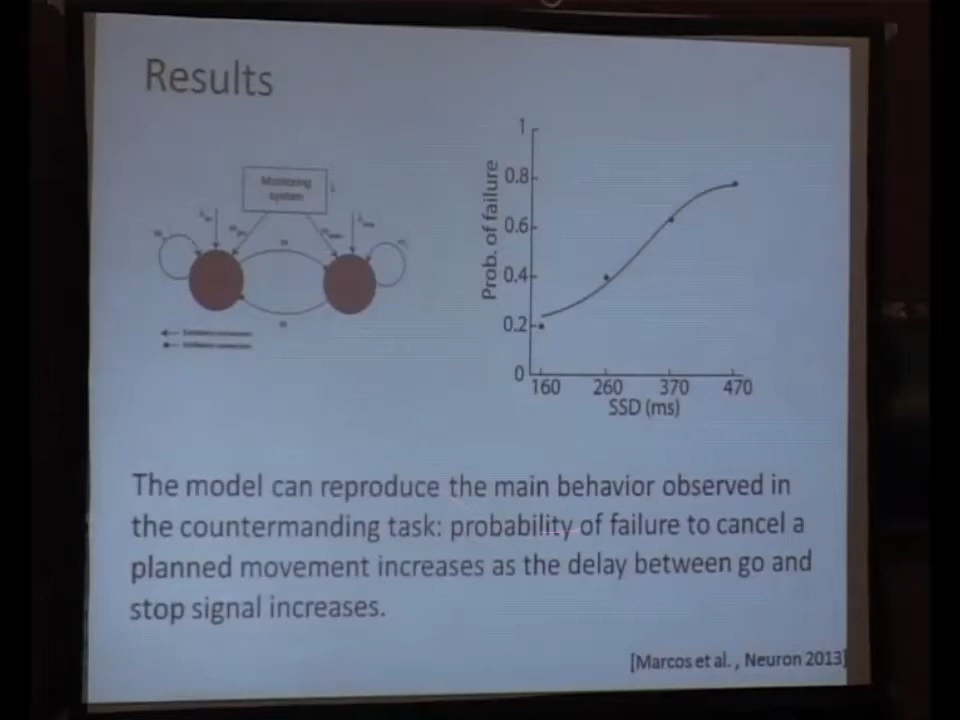 Results
Monitoring
system
Prob. of failure
1
0.8
0.6
0.4
0.2
0
160 260 370 470
SSD (ms)
The model can reproduce the main behavior observed in
the countermanding task: probability of failure to cancel a
planned movement increases as the delay between go and
stop signal increases.
[Marcos et al. , Neuron 2013]